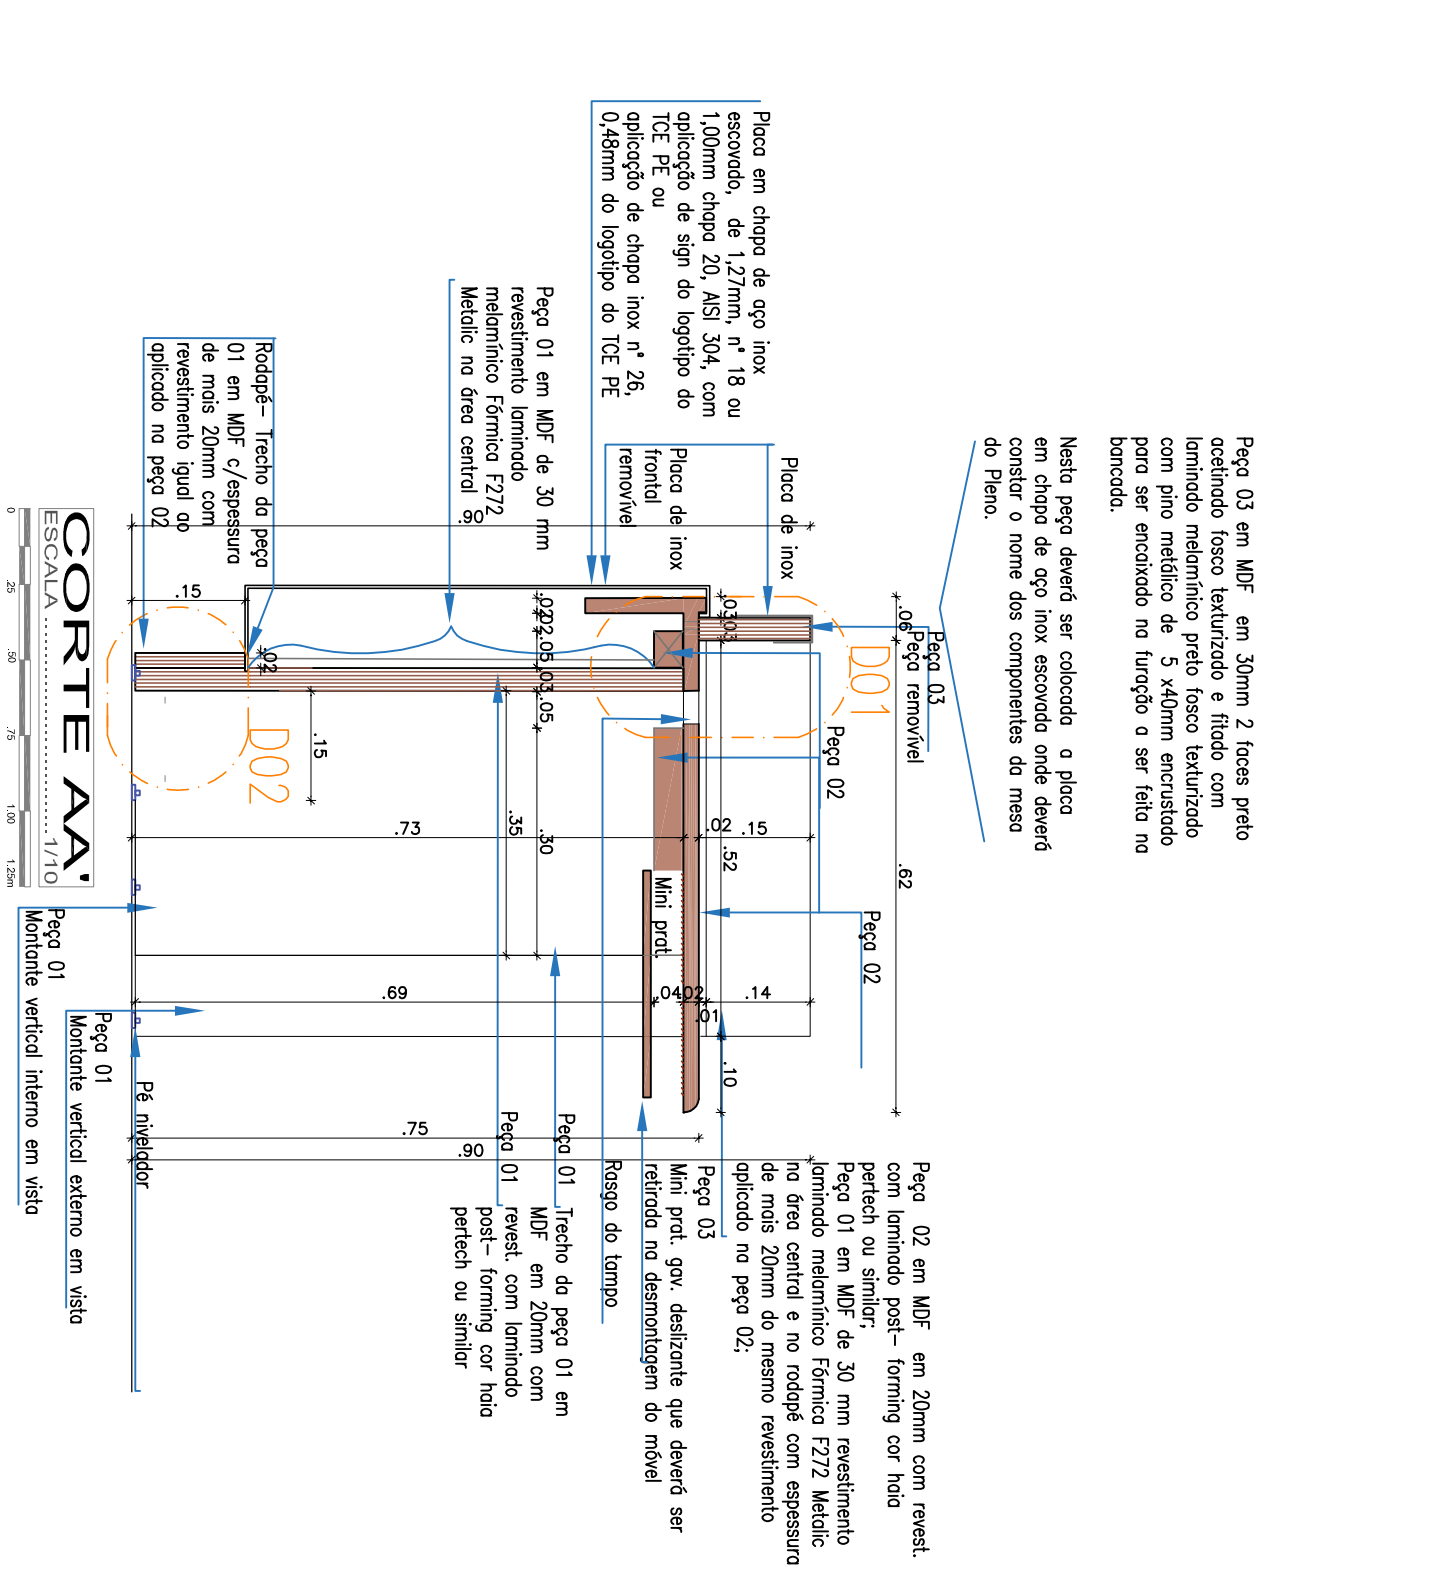 Peça 03 em MDF em 30mm 2 faces preto
acetinado fosco texturizado e fitado com
laminado melamínico preto fosco texturizado
com pino metálico de 5 x40mm encrustado
para ser encaixado na furação a ser feita na
bancada.
Nesta peça deverá ser colocada a placa
em chapa de aço inox escovada onde deverá
constar o nome dos componentes da mesa
do Pleno.
Placa em chapa de aço inox
escovado, de 1,27mm, n° 18 ou
1,00mm chapa 20, AISI 304, com
aplicação de sign do logotipo do
TCE PE ou
aplicação de chapa inox n° 26,
0,48mm do logotipo do TCE PE
Placa de inox
Placa de inox
frontal
removível
Peça 03
Peça removível
D01
Peça 02
Peça 02
Peça 02 em MDF em 20mm com revest.
com laminado post- forming cor haia
pertech ou similar;
Peça 01 em MDF de 30 mm revestimento
laminado melamínico Fórmica F272 Metalic
na área central e no rodapé com espessura
de mais 20mm do mesmo revestimento
aplicado na peça 02;
Peça 03
Mini prat. gav. deslizante que deverá ser
retirada na desmontagem do móvel
Rasgo do tampo
Peça 01
Trecho da peça 01 em
MDF em 20mm com
revest. com laminado
post- forming cor haia
pertech ou similar
Peça 01
Peça 01 em MDF de 30 mm
revestimento laminado
melamínico Fórmica F272
Metalic na área central
Rodapé- Trecho da peça
01 em MDF c/espessura
de mais 20mm com
revestimento igual ao
aplicado na peça 02
Mini prat.
D02
.06
.62
.03
.03
.15
.02
.52
.14
.01
.10
.02
.02
.05
.03
.05
.30
.35
.04
.02
.90
.73
.69
.75
.90
.15
.02
.15
Pé nivelador
Peça 01
Montante vertical externo em vista
Peça 01
Montante vertical interno em vista
CORTE AA'
ESCALA 1/10
0 .25 .50 .75 1.00 1.25m